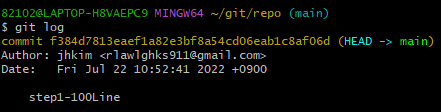 82102@LAPTOP-H8VAEPC9 MINGW64 ~/git/repo (main)
$ git log
commit f384d7813eaef1a82e3bf8a54cd06eab1c8af06d (HEAD -> main)
Author: jhkim <rlawlghks911@gmail.com>
Date:   Fri Jul 22 10:52:41 2022 +0900
    step1-100Line